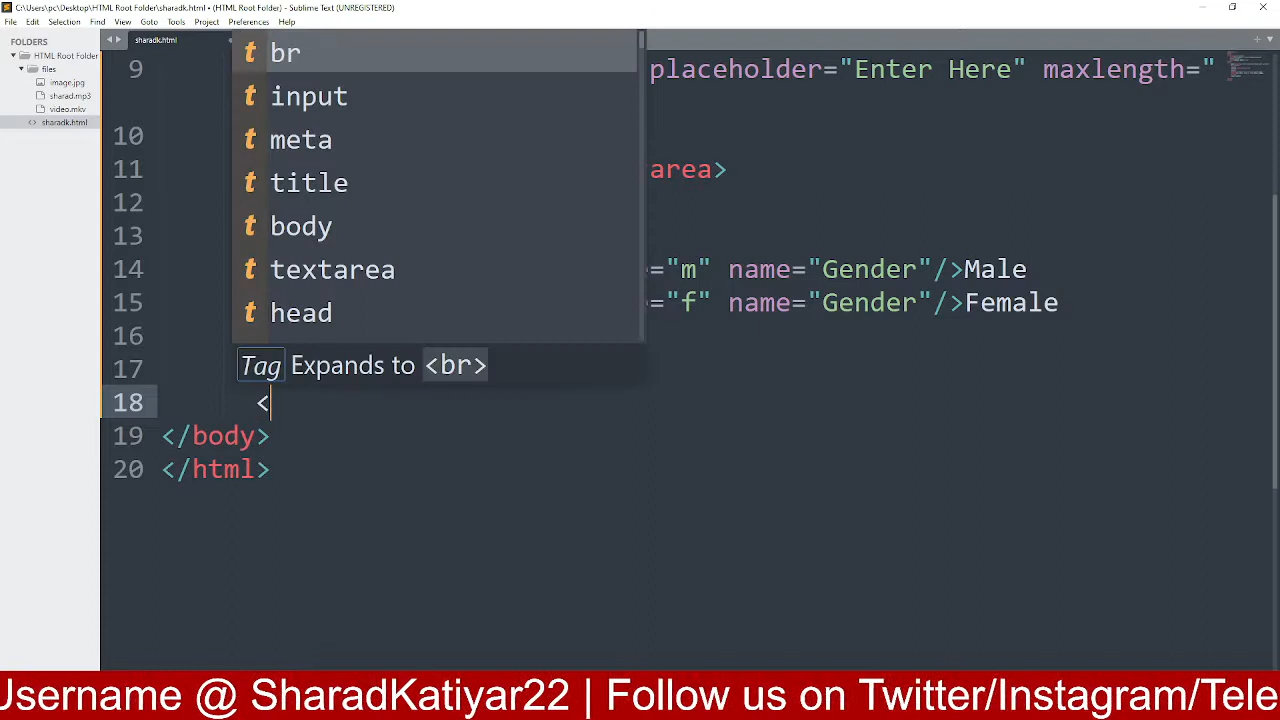 C:\Users\pc\Desktop\HTML Root Folder\sharadk.html • (HTML Root Folder) - Sublime Text (UNREGISTERED)
File Edit Selection Find View Goto Tools Project Preferences Help
FOLDERS
HTML Root Folder
files
image.jpg
sharad.mp3
video.mkv
sharadk.html
sharadk.html
br
input
meta
title
body
textarea
head
Tag Expands to <br>
9 placeholder="Enter Here" maxlength="
10
11 area>
12
13
14 ="m" name="Gender"/>Male
15 ="f" name="Gender"/>Female
16
17
18 <
19 </body>
20 </html>
Username @ SharadKatiyar22 | Follow us on Twitter/Instagram/Tele